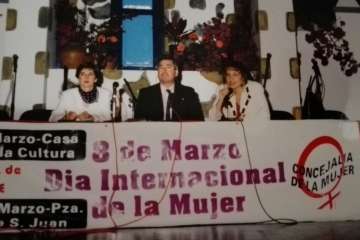 Marzo-Casa
la Cultura
de
E
Marzo-Pza.
e S. Juan
8 de Marzo
Dia Internacional
de la Mujer
CONCEJALIA
DE LA MUJER